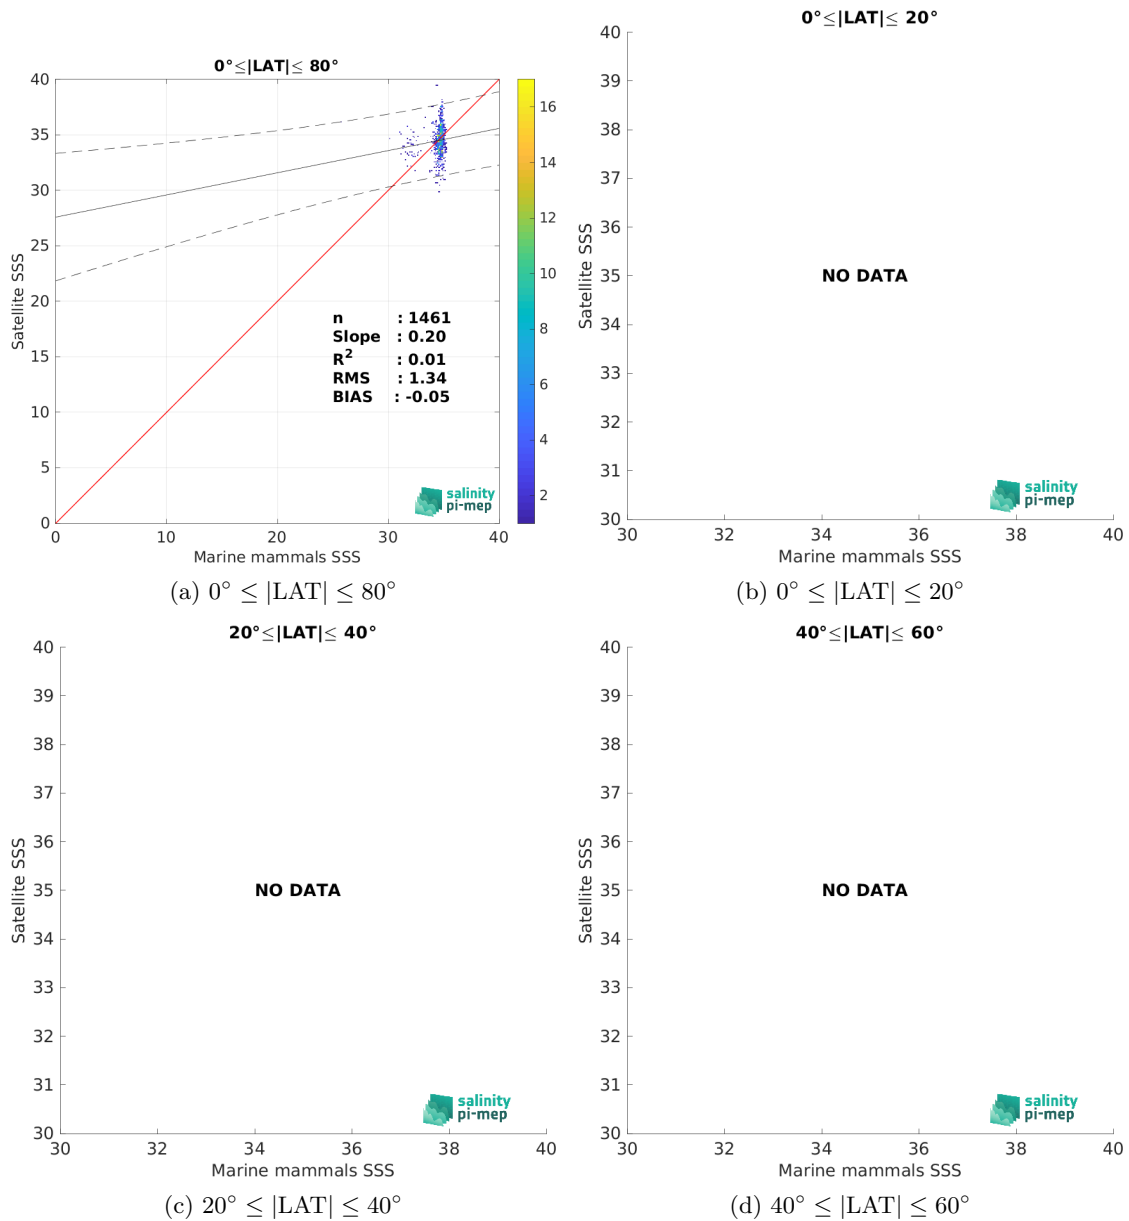 0°≤|LAT|≤ 80°
40
35
30
25
20
15
10
5
0
Satellite SSS
0
10
20
30
40
Marine mammals SSS
n : 1461
Slope : 0.20
R² : 0.01
RMS : 1.34
BIAS : -0.05
salinity
pi-mep
16
14
12
10
8
6
4
2
(a) 0° ≤ |LAT| ≤ 80°
0°≤|LAT|≤ 20°
40
39
38
37
36
35
34
33
32
31
30
Satellite SSS
NO DATA
salinity
pi-mep
30
32
34
36
38
40
Marine mammals SSS
(b) 0° ≤ |LAT| ≤ 20°
20°≤|LAT|≤ 40°
40
39
38
37
36
35
34
33
32
31
30
Satellite SSS
NO DATA
salinity
pi-mep
30
32
34
36
38
40
Marine mammals SSS
(c) 20° ≤ |LAT| ≤ 40°
40°≤|LAT|≤ 60°
40
39
38
37
36
35
34
33
32
31
30
Satellite SSS
NO DATA
salinity
pi-mep
30
32
34
36
38
40
Marine mammals SSS
(d) 40° ≤ |LAT| ≤ 60°